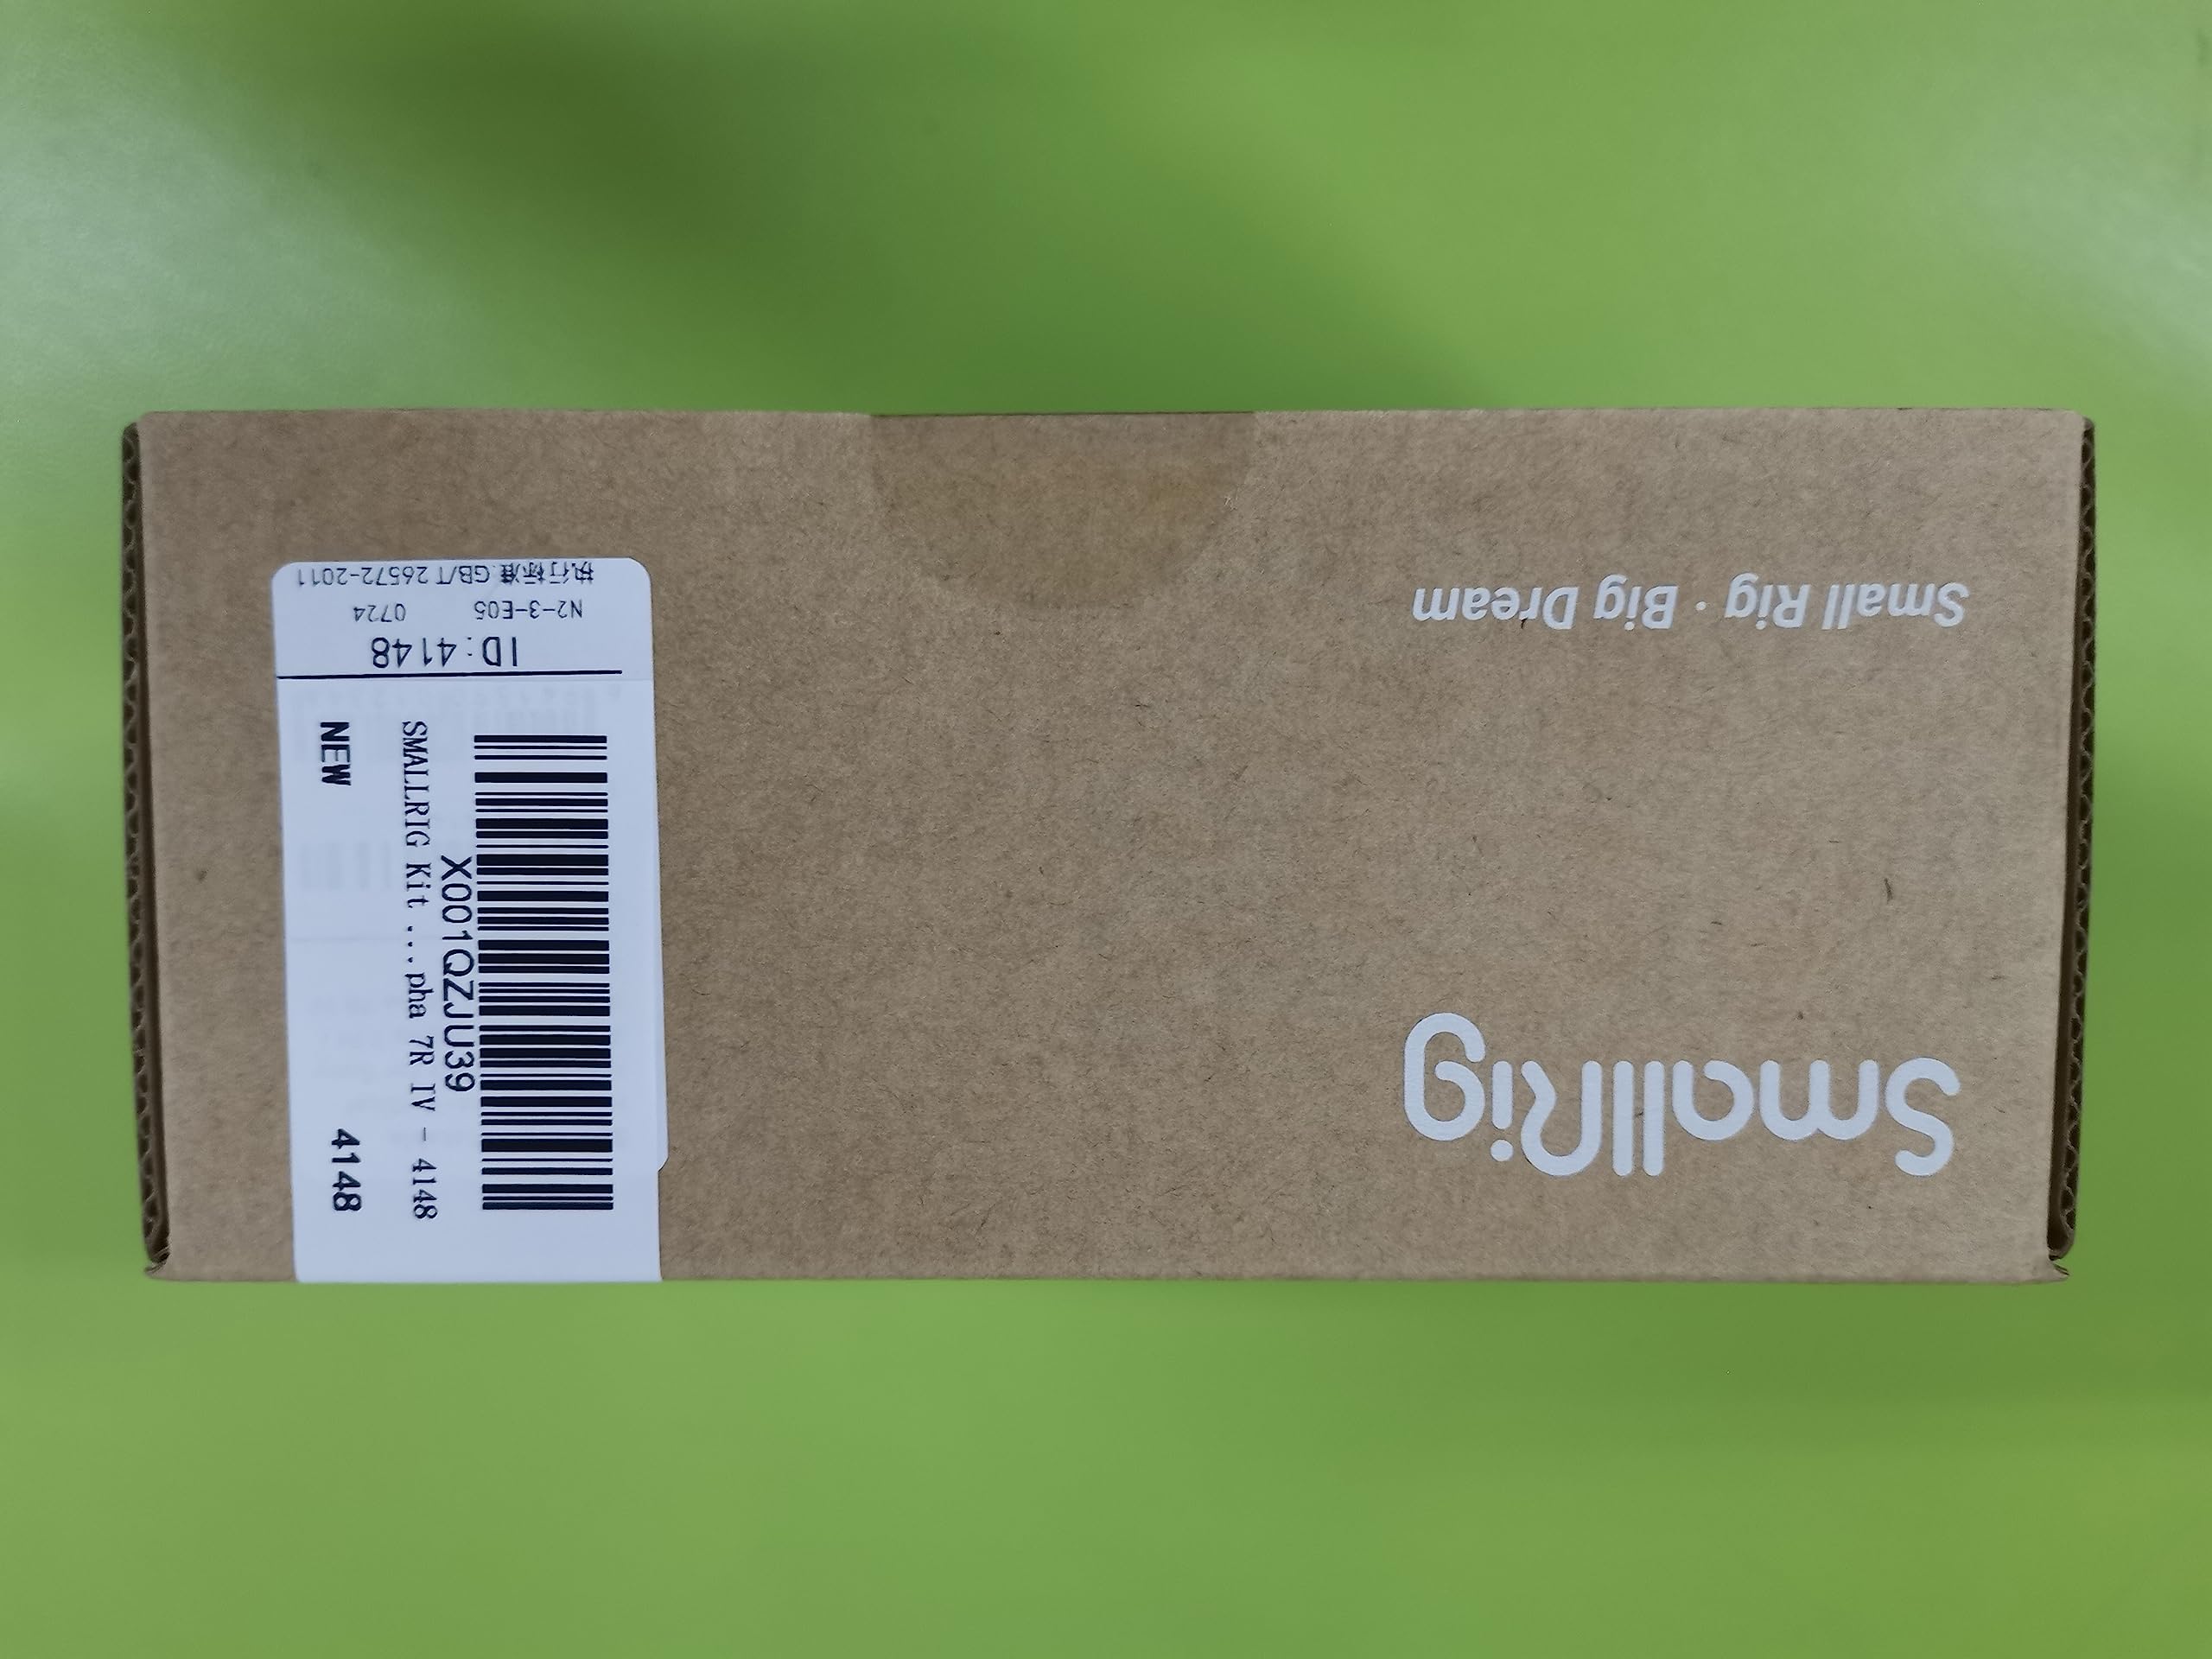 SmallRig
Small Rig · Big Dream
ID:4148
N2-3-E05 0724
执行标准:GB/T 26572-2011
X001QZJU39
SMALLRIG Kit ...pha 7R IV - 4148
NEW 4148